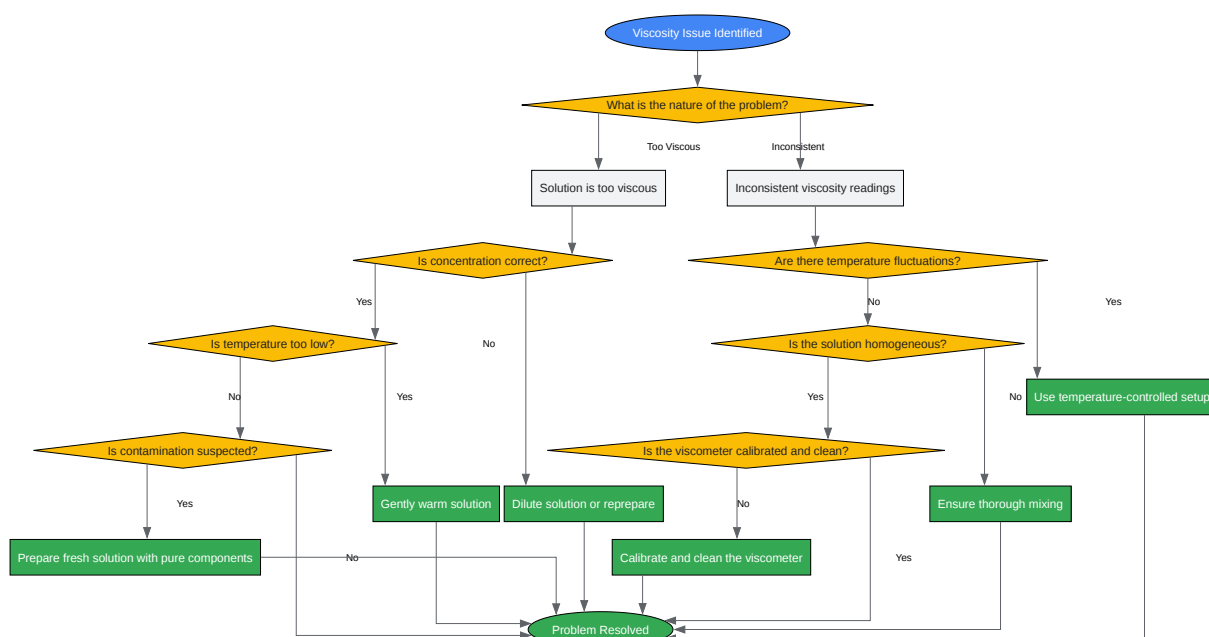 Viscosity Issue Identified
What is the nature of the problem?
Too Viscous
Inconsistent
Solution is too viscous
Inconsistent viscosity readings
Is concentration correct?
Are there temperature fluctuations?
Yes
No
Yes
Is temperature too low?
No
Is the solution homogeneous?
No
Yes
Yes
No
Use temperature-controlled setup
Is contamination suspected?
Is the viscometer calibrated and clean?
Yes
Gently warm solution
Dilute solution or reprepare
No
Ensure thorough mixing
Prepare fresh solution with pure components
No
Calibrate and clean the viscometer
Yes
Problem Resolved